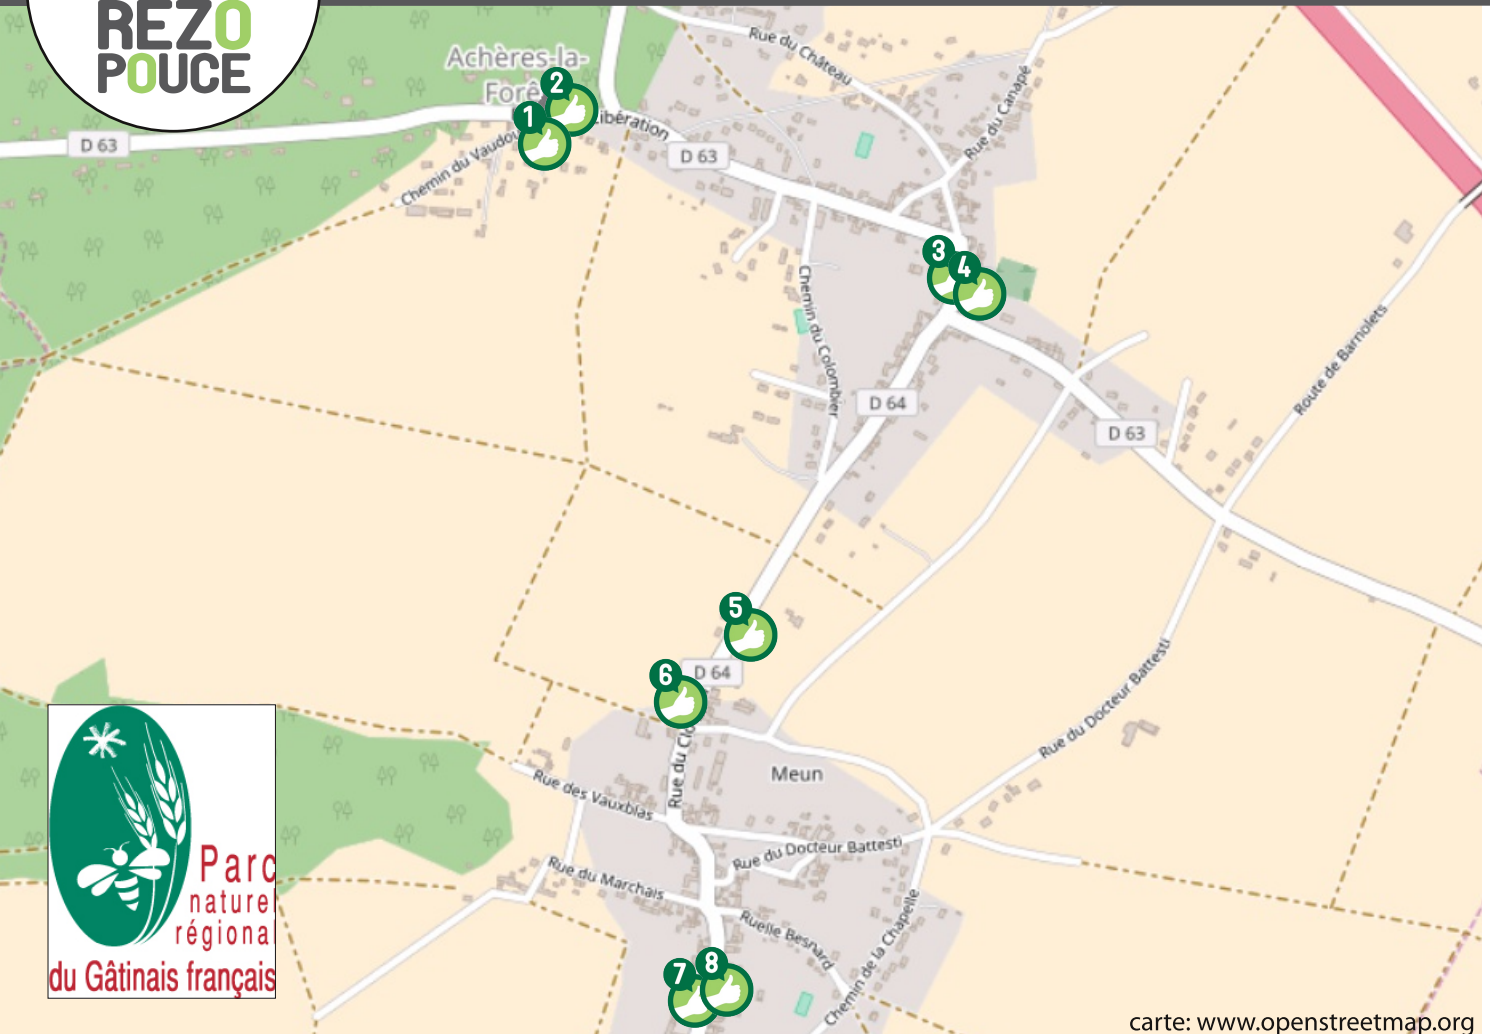 REZO
POUCE
Achères-la-
Forê
2
1
Libération
D 63
Chemin du Vaudou
D 63
Rue du Château
Rue du Canapé
3
4
Chemin du Colombier
D 64
D 63
Route de Barnolets
5
6
D 64
Rue du Clo
Meun
Rue du Docteur Battesti
Rue des Vauxblas
Rue du Docteur Battesti
Rue du Marchais
Ruelle Besnard
Chemin de la Chapelle
7
8
Parc
naturel
régional
du Gâtinais français
carte: www.openstreetmap.org